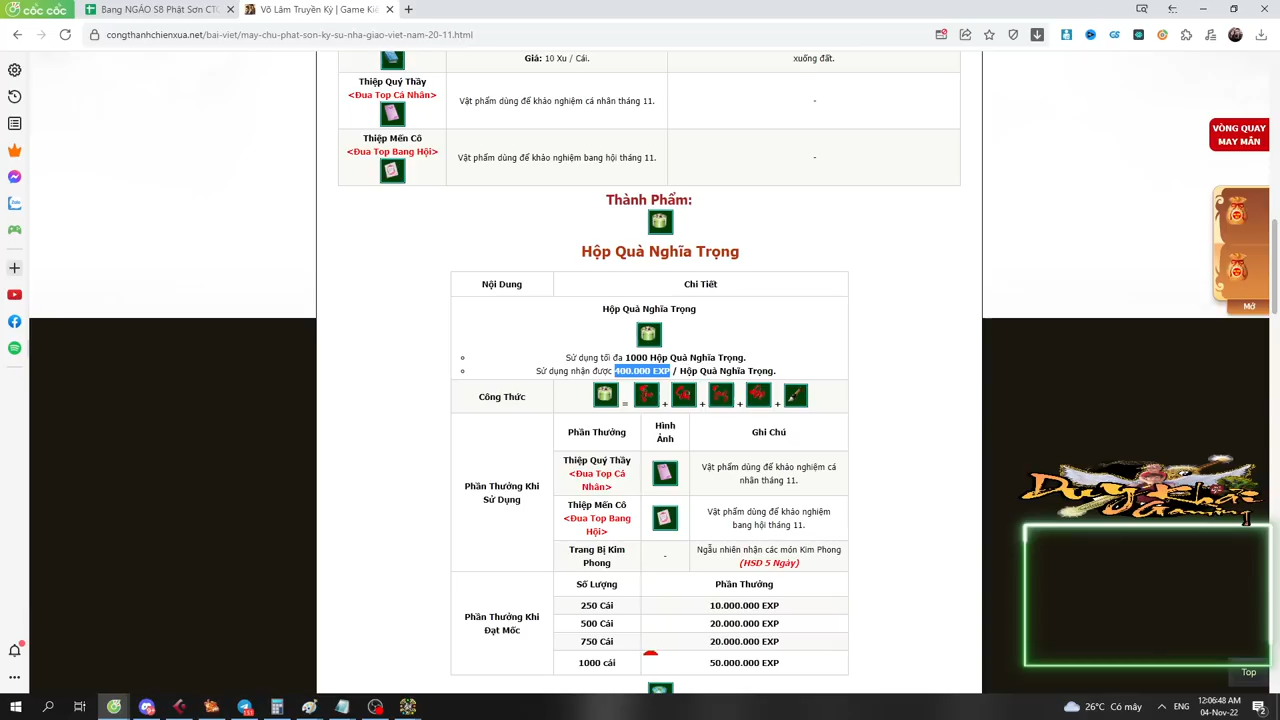 cốc cốc
Bang NGÁO S8 Phật Sơn CTC
Võ Lâm Truyền Kỳ | Game Kiế
congthanhchienxua.net/bai-viet/may-chu-phat-son-ky-su-nha-giao-viet-nam-20-11.html
Giá: 10 Xu / Cái.
xuống đất.
Thiệp Quý Thầy
<Đua Top Cá Nhân>
Vật phẩm dùng để khảo nghiệm cá nhân tháng 11.
-
Thiệp Mến Cô
<Đua Top Bang Hội>
Vật phẩm dùng để khảo nghiệm bang hội tháng 11.
-
VÒNG QUAY
MAY MẮN
Mở
Thành Phẩm:
Hộp Quà Nghĩa Trọng
Nội Dung
Chi Tiết
Hộp Quà Nghĩa Trọng
Sử dụng tối đa 1000 Hộp Quà Nghĩa Trọng.
Sử dụng nhận được 400.000 EXP / Hộp Quà Nghĩa Trọng.
Công Thức
= + + + +
Phần Thưởng Khi
Sử Dụng
Phần Thưởng
Hình
Ảnh
Ghi Chú
Thiệp Quý Thầy
<Đua Top Cá
Nhân>
Vật phẩm dùng để khảo nghiệm cá
nhân tháng 11.
Thiệp Mến Cô
<Đua Top Bang
Hội>
Vật phẩm dùng để khảo nghiệm
bang hội tháng 11.
Trang Bị Kim
Phong
-
Ngẫu nhiên nhận các món Kim Phong
(HSD 5 Ngày)
Phần Thưởng Khi
Đạt Mốc
Số Lượng
Phần Thưởng
250 Cái
10.000.000 EXP
500 Cái
20.000.000 EXP
750 Cái
20.000.000 EXP
1000 cái
50.000.000 EXP
Duy Khái
Gaming
Top
26°C Có mây
ENG
12:06:48 AM
04-Nov-22